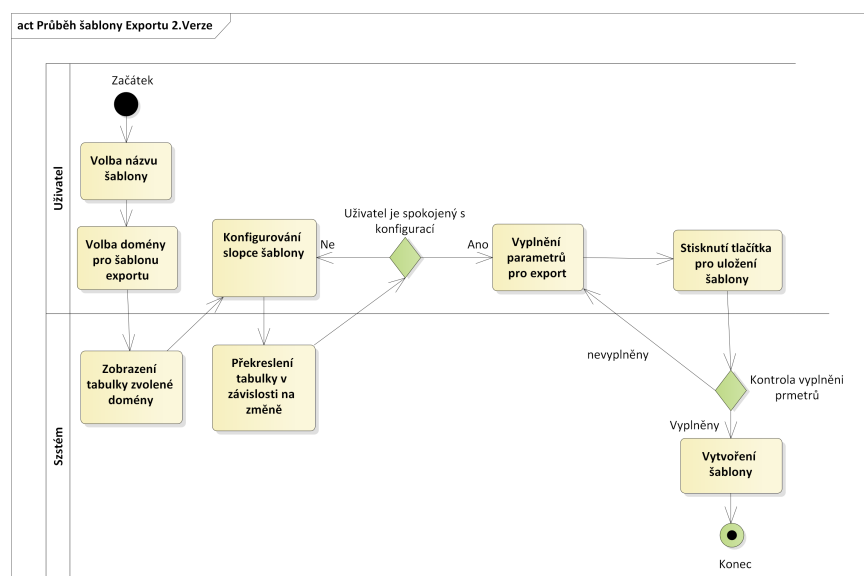 act Průběh šablony Exportu 2.Verze
Uživatel
Začátek
Volba názvu
šablony
Volba domény
pro šablonu
exportu
Konfigurování
slopce šablony
Ne
Uživatel je spokojený s
konfigurací
Ano
Vyplnění
parametrů
pro export
Stisknutí tlačítka
pro uložení
šablony
Szstém
Zobrazení
tabulky zvolené
domény
Překreslení
tabulky v
závislosti na
změně
nevyplněny
Kontrola vyplněni
prmetrů
Vyplněny
Vytvoření
šablony
Konec